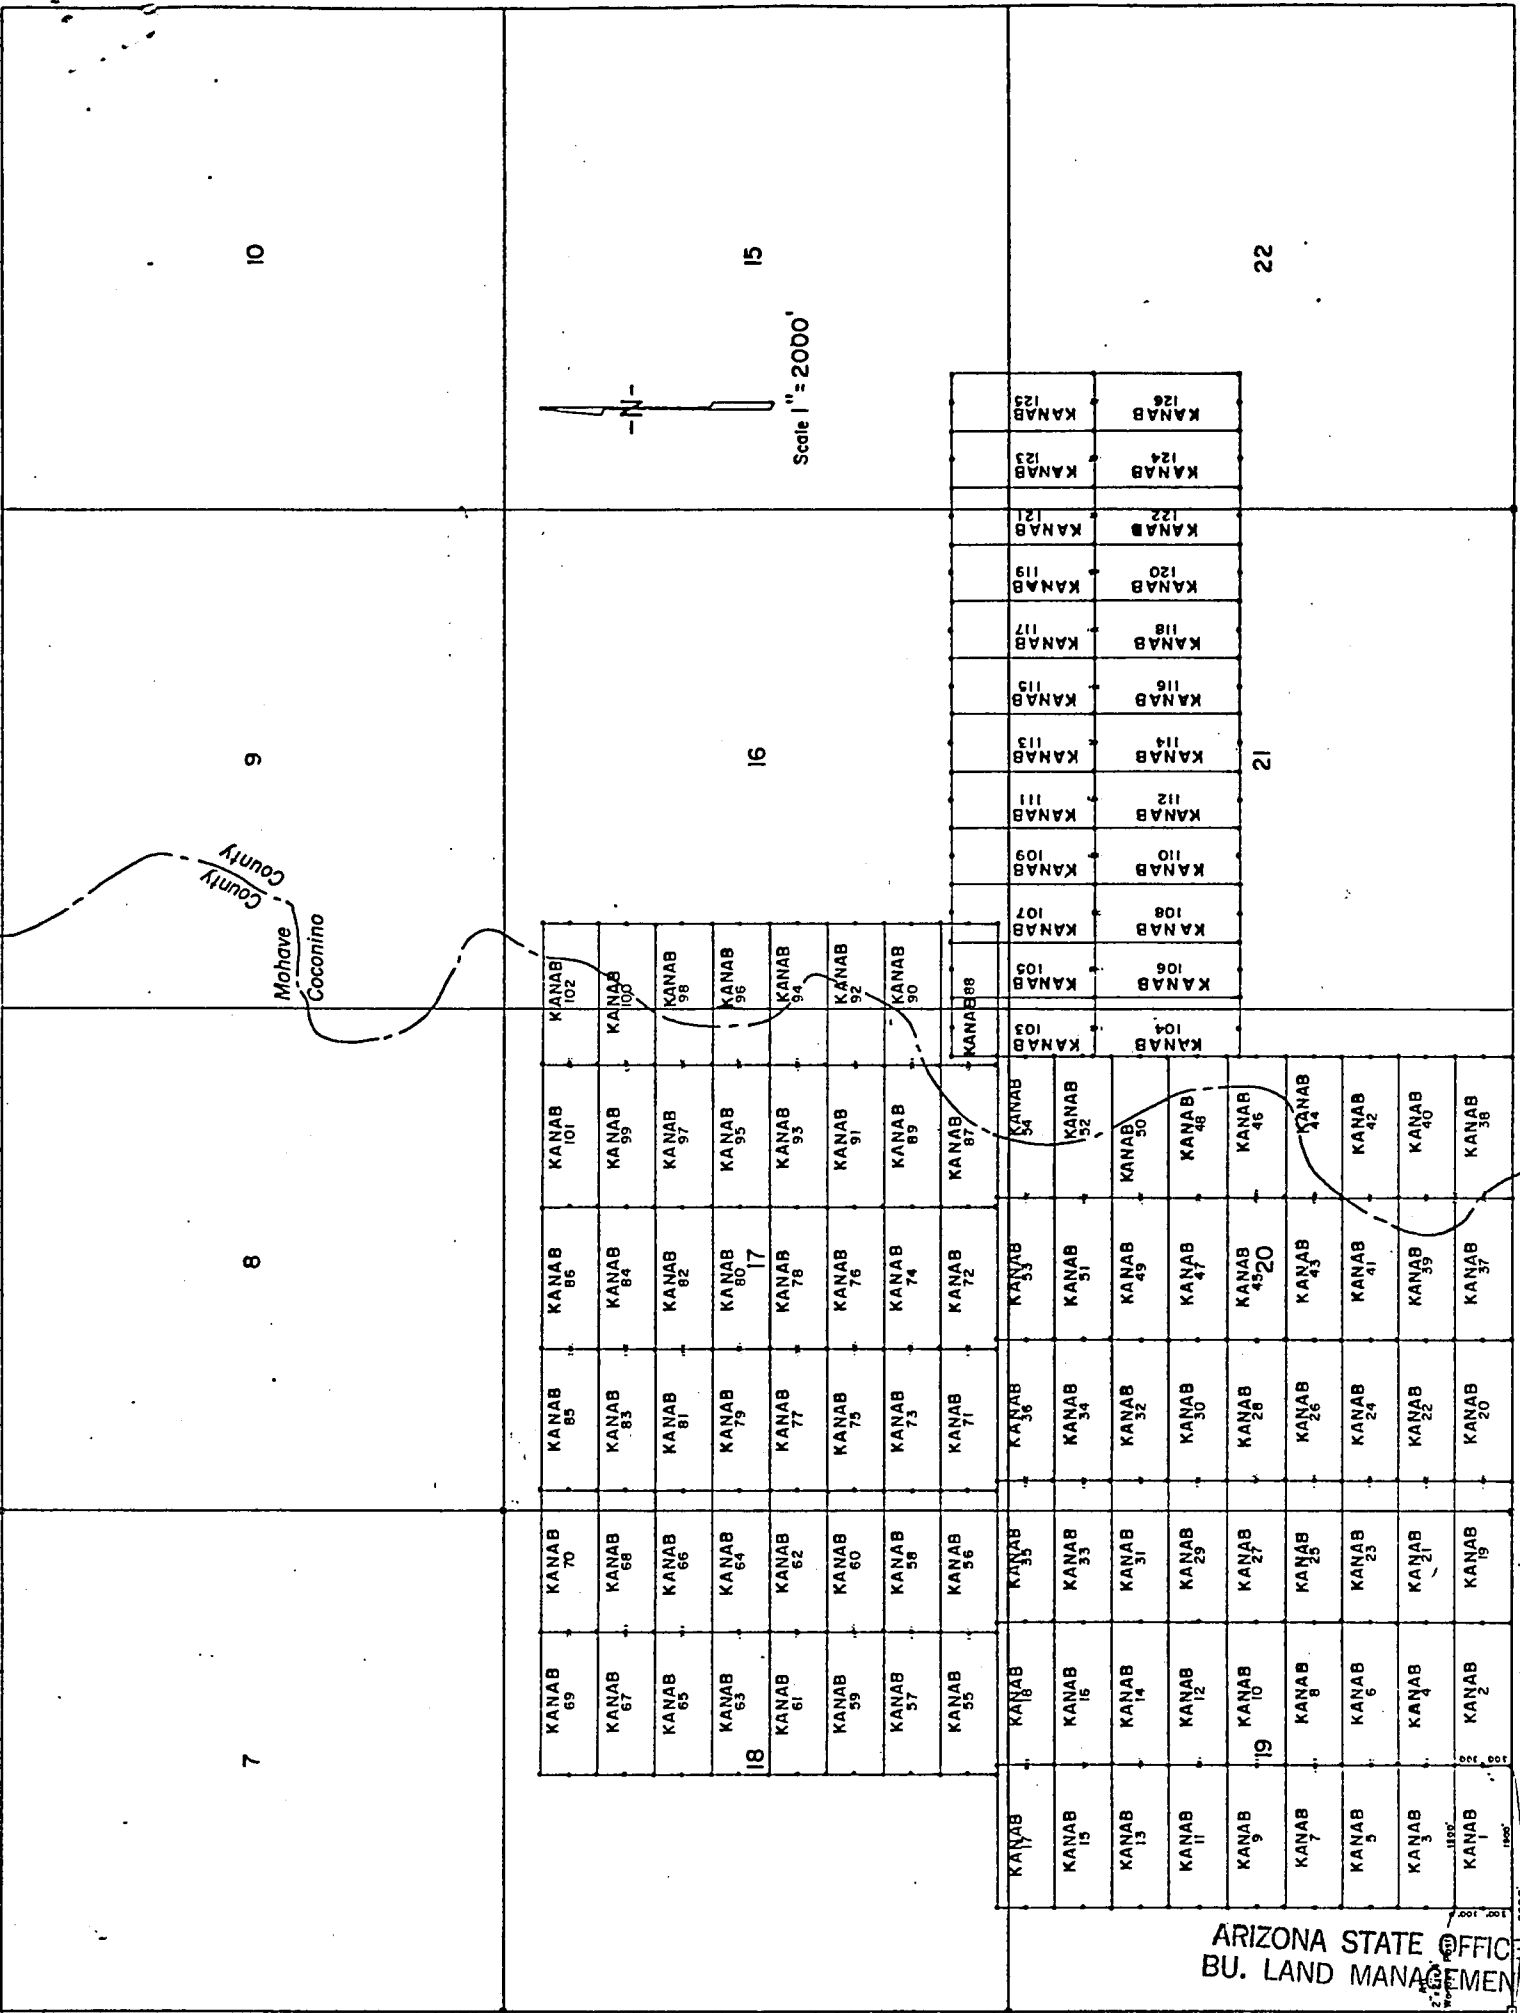 7
8
9
10
County
County
Mohave
Coconino
KANAB
69
KANAB
70
KANAB
85
KANAB
86
KANAB
101
KANAB
102
KANAB
67
KANAB
68
KANAB
83
KANAB
84
KANAB
99
KANAB
100
-N-
KANAB
65
KANAB
66
KANAB
81
KANAB
82
KANAB
97
KANAB
98
KANAB
63
KANAB
64
KANAB
79
KANAB
80
KANAB
95
KANAB
96
18
17
16
15
KANAB
61
KANAB
62
KANAB
77
KANAB
78
KANAB
93
KANAB
94
Scale 1"=2000'
KANAB
59
KANAB
60
KANAB
75
KANAB
76
KANAB
91
KANAB
92
KANAB
57
KANAB
58
KANAB
73
KANAB
74
KANAB
89
KANAB
90
KANAB
55
KANAB
56
KANAB
71
KANAB
72
KANAB
87
KANAB 88
KANAB
17
KANAB
18
KANAB
35
KANAB
36
KANAB
53
KANAB
54
KANAB
103
KANAB
105
KANAB
107
KANAB
109
KANAB
111
KANAB
113
KANAB
115
KANAB
117
KANAB
119
KANAB
121
KANAB
123
KANAB
125
KANAB
15
KANAB
16
KANAB
33
KANAB
34
KANAB
51
KANAB
52
KANAB
13
KANAB
14
KANAB
31
KANAB
32
KANAB
49
KANAB
50
KANAB
104
KANAB
106
KANAB
108
KANAB
110
KANAB
112
KANAB
114
KANAB
116
KANAB
118
KANAB
120
KANAB
122
KANAB
124
KANAB
126
KANAB
11
KANAB
12
KANAB
29
KANAB
30
KANAB
47
KANAB
48
KANAB
9
KANAB
10
KANAB
27
KANAB
28
KANAB
45
KANAB
46
19
20
21
22
KANAB
7
KANAB
8
KANAB
25
KANAB
26
KANAB
43
KANAB
44
KANAB
5
KANAB
6
KANAB
23
KANAB
24
KANAB
41
KANAB
42
KANAB
3
KANAB
4
KANAB
21
KANAB
22
KANAB
39
KANAB
40
KANAB
1
KANAB
2
KANAB
19
KANAB
20
KANAB
37
KANAB
38
ARIZONA STATE OFFIC
BU. LAND MANAGEMEN